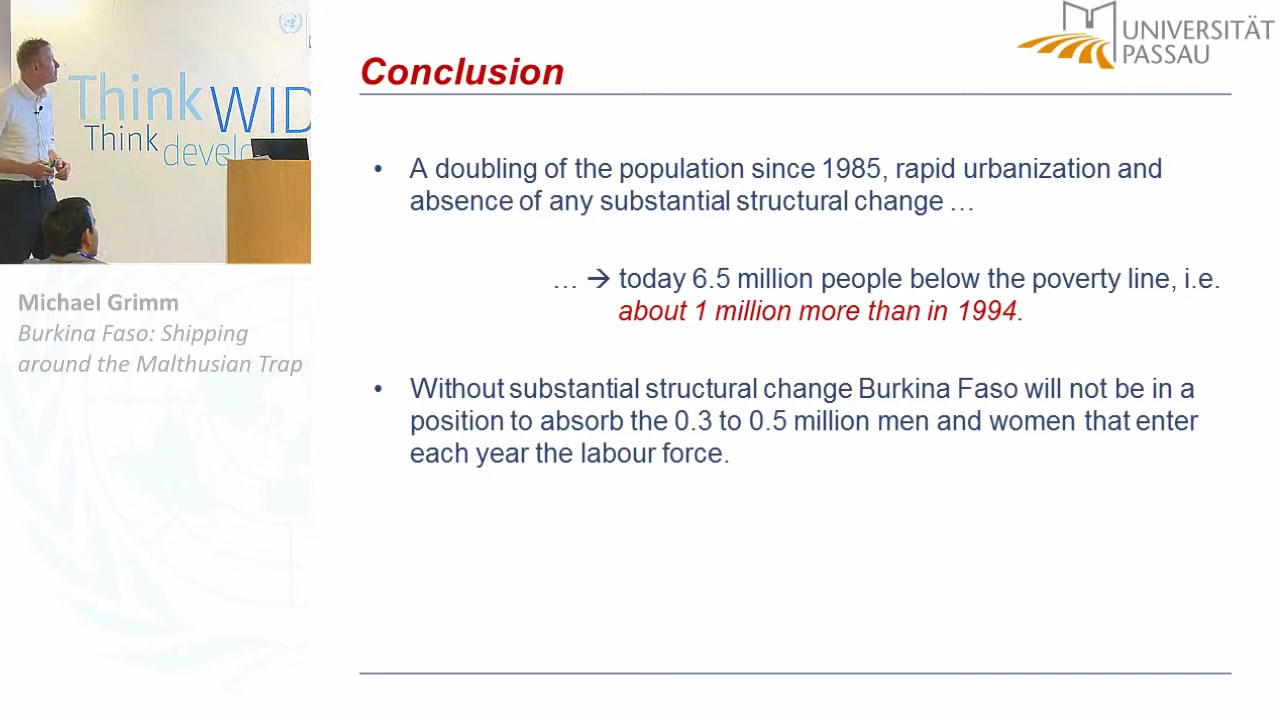 Think WID
Think develo
Michael Grimm
Burkina Faso: Shipping
around the Malthusian Trap
UNIVERSITÄT
PASSAU
Conclusion
• A doubling of the population since 1985, rapid urbanization and
absence of any substantial structural change …
… → today 6.5 million people below the poverty line, i.e.
about 1 million more than in 1994.
• Without substantial structural change Burkina Faso will not be in a
position to absorb the 0.3 to 0.5 million men and women that enter
each year the labour force.